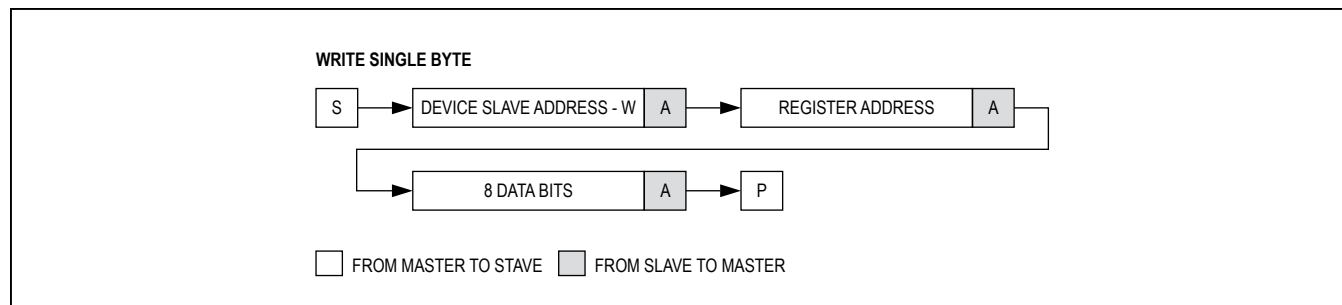 WRITE SINGLE BYTE
S DEVICE SLAVE ADDRESS - W A REGISTER ADDRESS A
8 DATA BITS A P
FROM MASTER TO STAVE FROM SLAVE TO MASTER